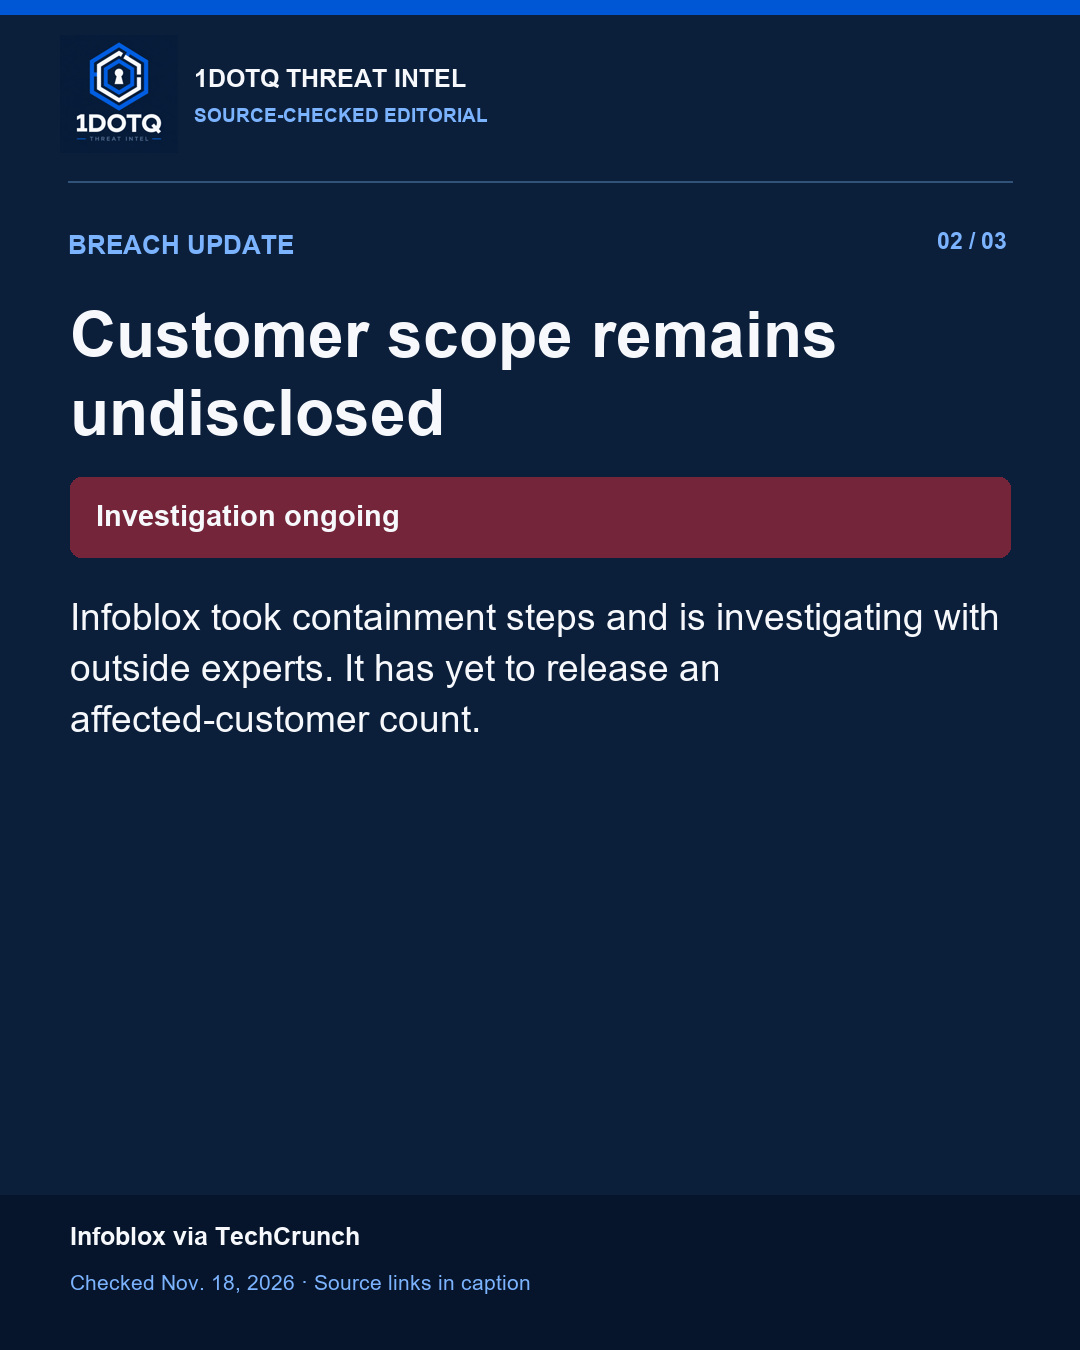 1DOTQ
THREAT INTEL
1DOTQ THREAT INTEL
SOURCE-CHECKED EDITORIAL
BREACH UPDATE
02 / 03
Customer scope remains
undisclosed
Investigation ongoing
Infoblox took containment steps and is investigating with
outside experts. It has yet to release an
affected-customer count.
Infoblox via TechCrunch
Checked Nov. 18, 2026 · Source links in caption